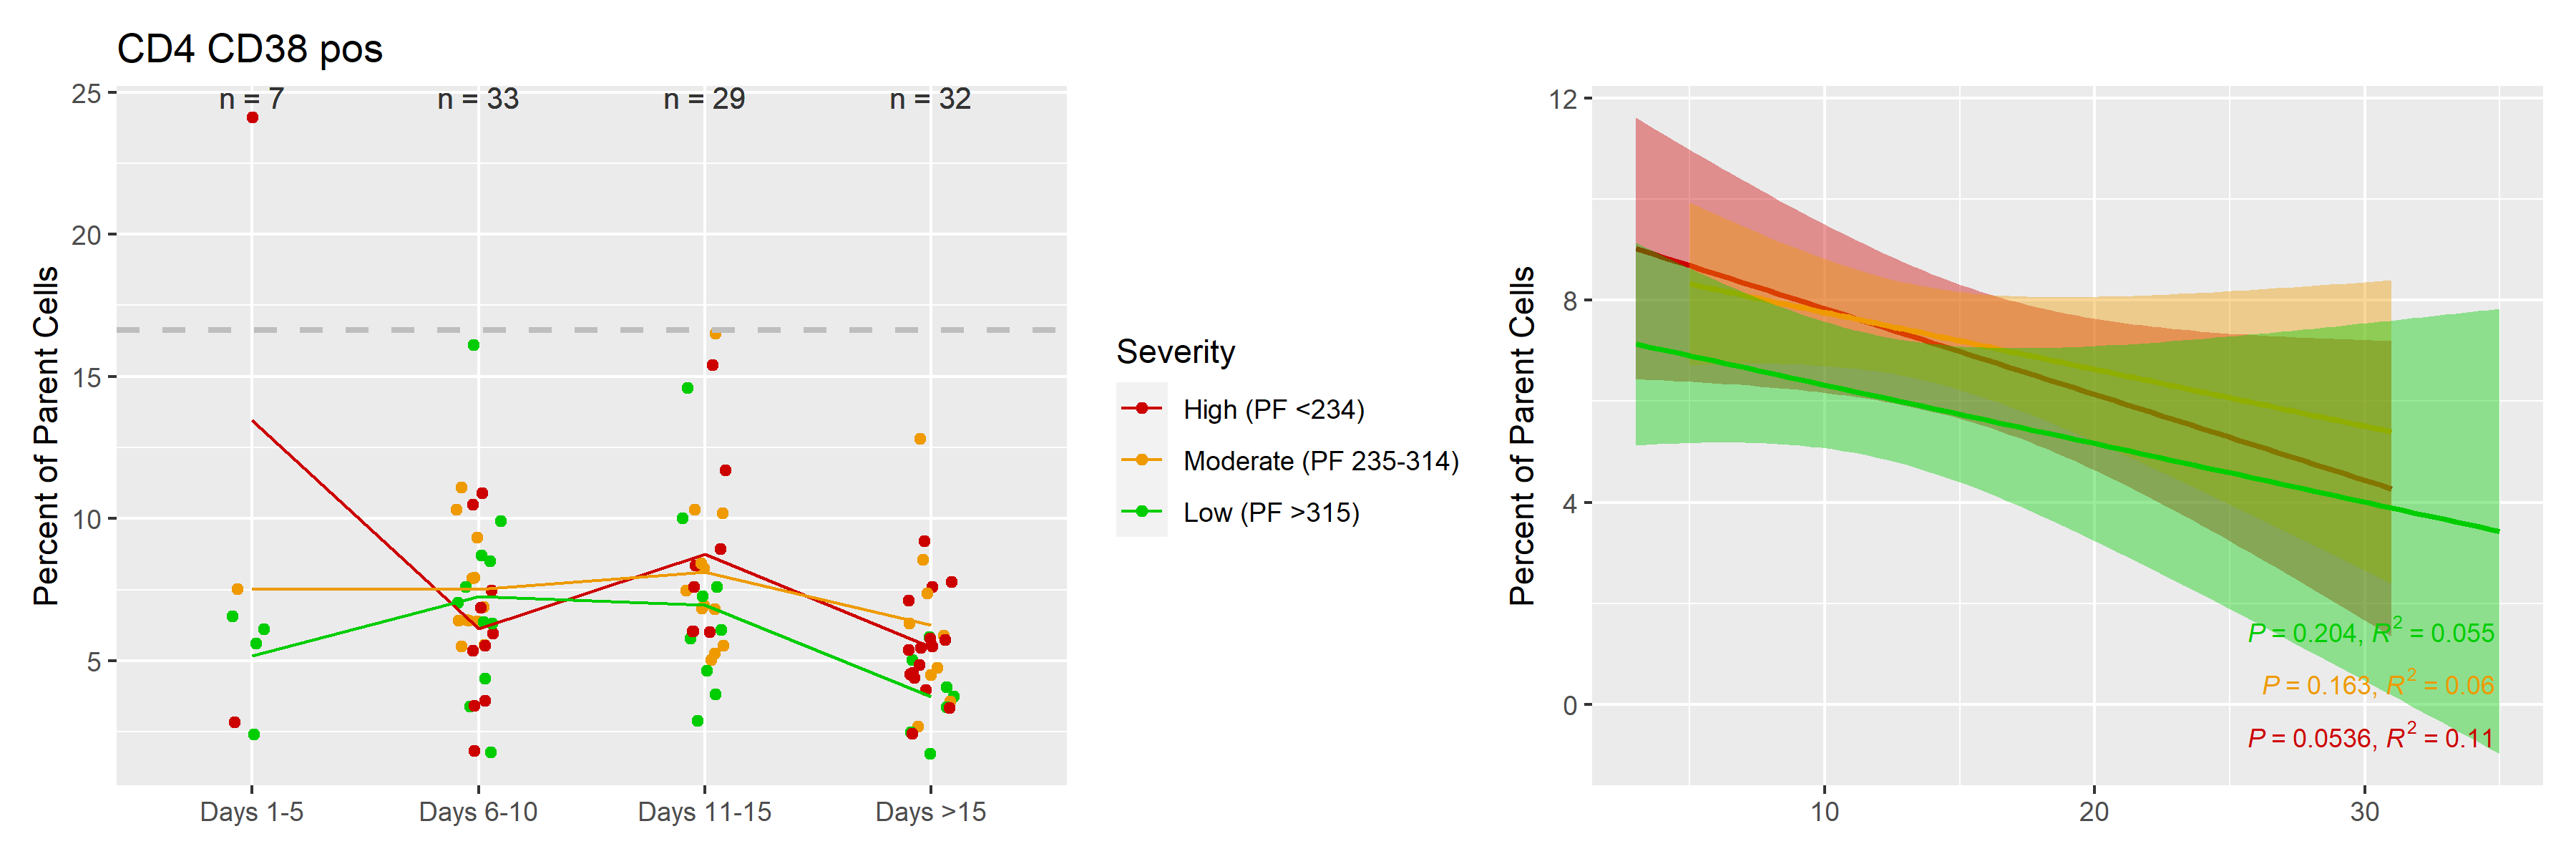 CD4 CD38 pos
n = 7 n = 33 n = 29 n = 32
Percent of Parent Cells
25
20
15
10
5
Days 1-5 Days 6-10 Days 11-15 Days >15
Severity
High (PF <234)
Moderate (PF 235-314)
Low (PF >315)
Percent of Parent Cells
12
8
4
0
P = 0.204, R² = 0.055
P = 0.163, R² = 0.06
P = 0.0536, R² = 0.11
10 20 30